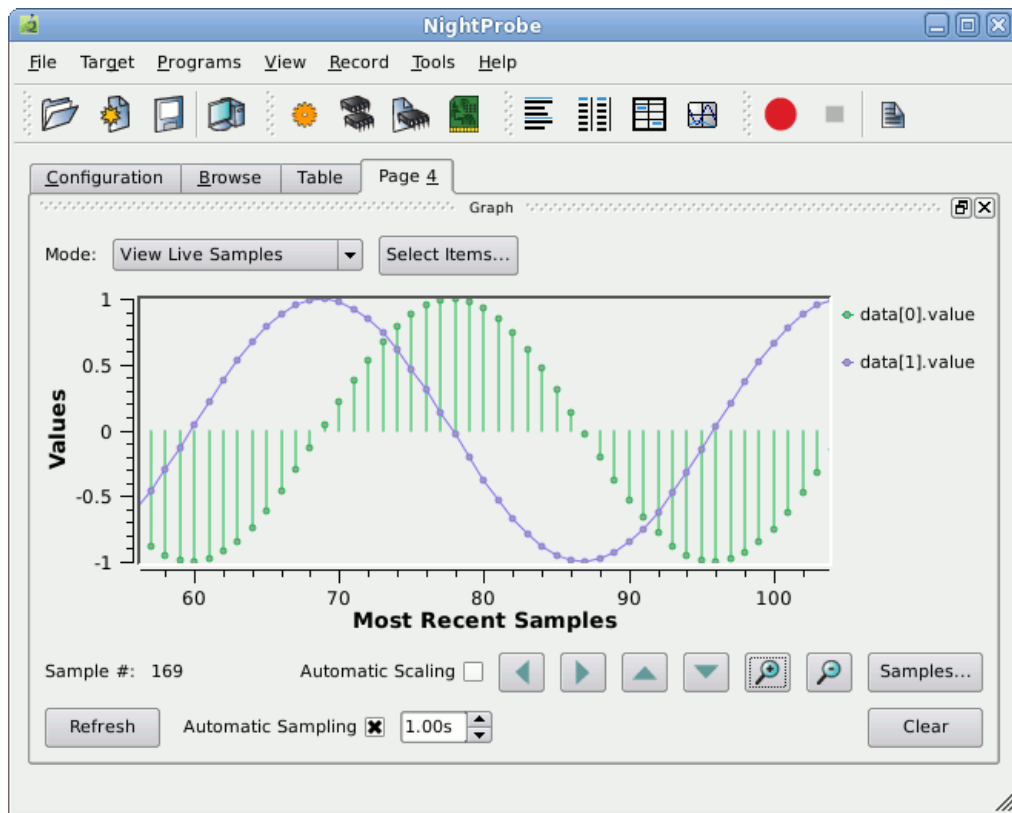 NightProbe
File Target Programs View Record Tools Help
Configuration Browse Table Page 4
Graph
Mode: View Live Samples Select Items...
1
0.5
0
-0.5
-1
Values
data[0].value
data[1].value
60 70 80 90 100
Most Recent Samples
Sample #: 169 Automatic Scaling Samples...
Refresh Automatic Sampling 1.00s Clear